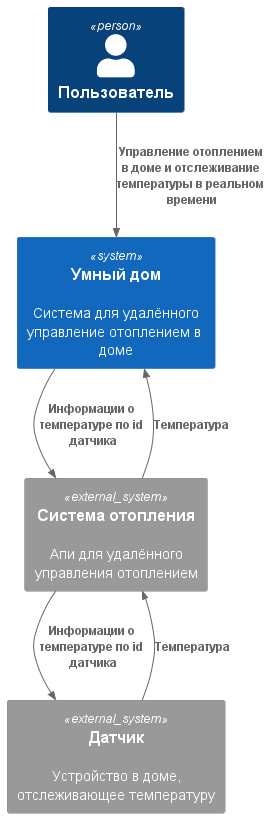 «person»
Пользователь
Управление отоплением
в доме и отслеживание
температуры в реальном
времени
«system»
Умный дом
Система для удалённого
управление отоплением в
доме
Информации о
температуре по id
датчика
Температура
«external_system»
Система отопления
Апи для удалённого
управления отоплением
Информации о
температуре по id
датчика
Температура
«external_system»
Датчик
Устройство в доме,
отслеживающее температуру